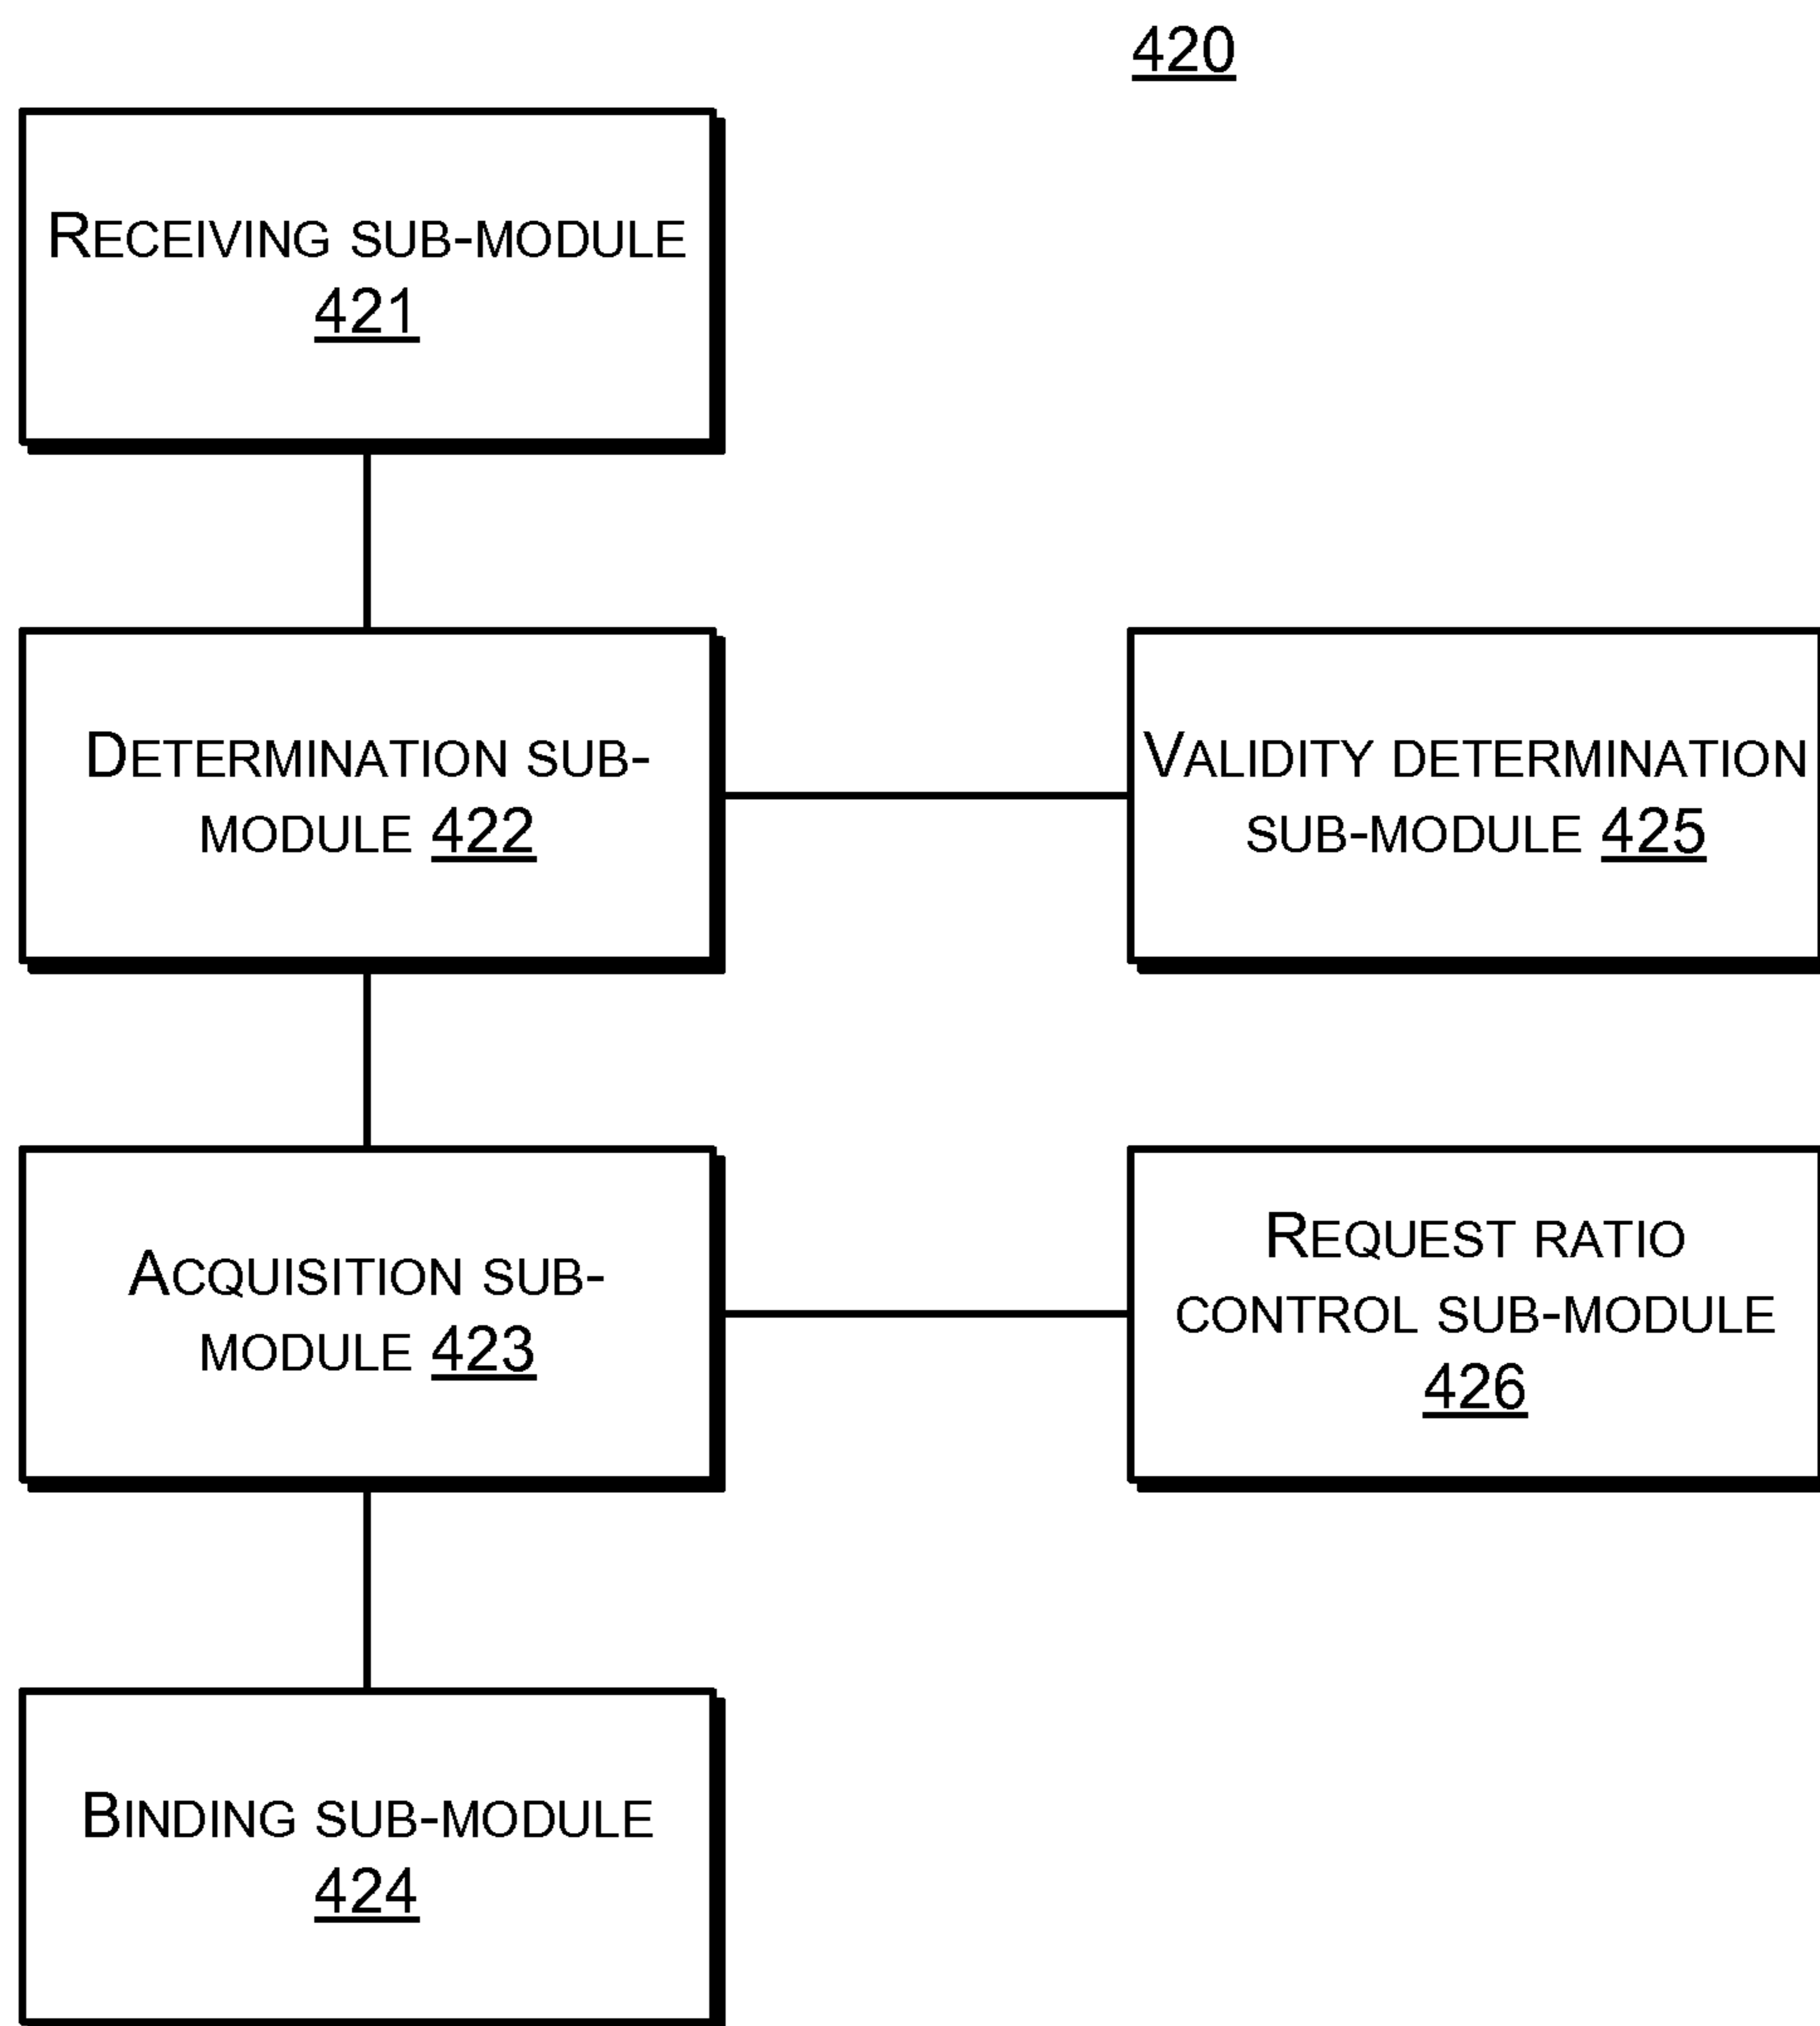 420
RECEIVING SUB-MODULE
421
DETERMINATION SUB-
MODULE 422
VALIDITY DETERMINATION
SUB-MODULE 425
ACQUISITION SUB-
MODULE 423
REQUEST RATIO
CONTROL SUB-MODULE
426
BINDING SUB-MODULE
424